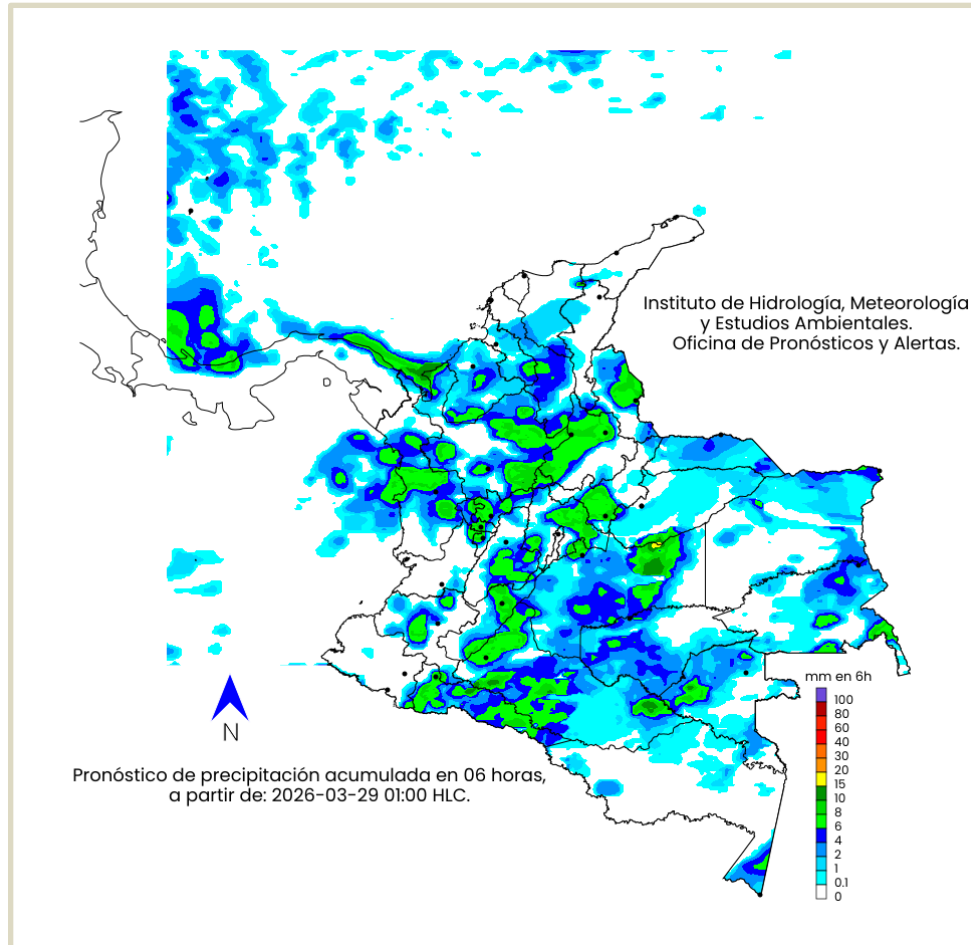 Instituto de Hidrología, Meteorología
y Estudios Ambientales.
Oficina de Pronósticos y Alertas.
mm en 6h
100
80
60
40
30
20
15
10
8
6
4
2
1
0.1
0
N
Pronóstico de precipitación acumulada en 06 horas,
a partir de: 2026-03-29 01:00 HLC.